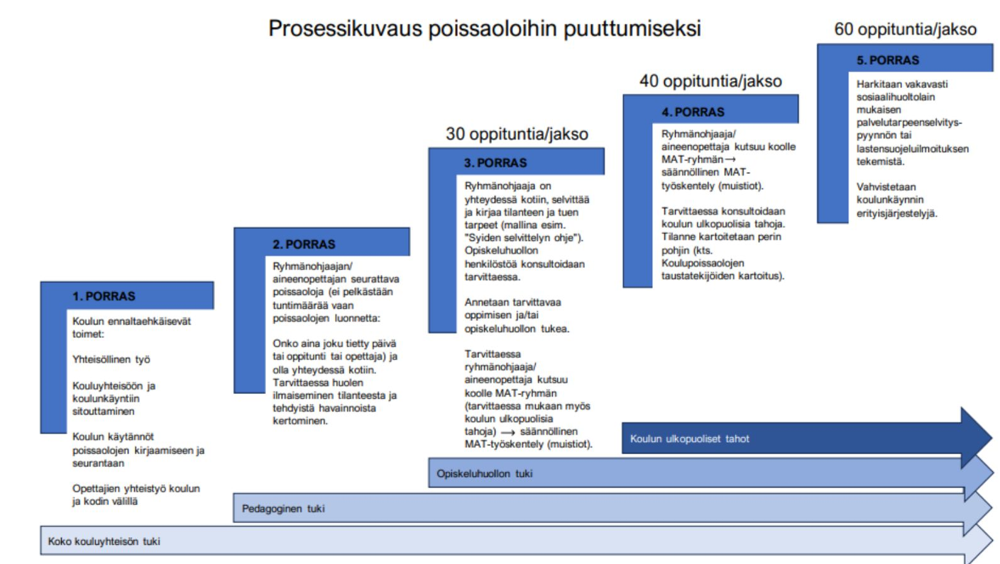 Prosessikuvaus poissaoloihin puuttumiseksi
1. PORRAS
Koulun ennaltaehkäisevät
toimet:
Yhteisöllinen työ
Kouluyhteisöön ja
koulunkäyntiin
sitouttaminen
Koulun käytännöt
poissaolojen kirjaamiseen ja
seurantaan
Opettajien yhteistyö koulun
ja kodin välillä
2. PORRAS
Ryhmänohjaajan/
aineenopettajan seurattava
poissaoloja (ei pelkästään
tuntimäärää vaan
poissaolojen luonnetta:
Onko aina joku tietty päivä
tai oppitunti tai opettaja) ja
olla yhteydessä kotiin.
Tarvittaessa huolen
ilmaiseminen tilanteesta ja
tehdyistä havainnoista
kertominen.
30 oppituntia/jakso
3. PORRAS
Ryhmänohjaaja on
yhteydessä kotiin, selvittää
ja kirjaa tilanteen ja tuen
tarpeet (mallina esim.
"Syiden selvittelyn ohje").
Opiskeluhuollon
henkilöstöä konsultoidaan
tarvittaessa.
Annetaan tarvittavaa
oppimisen ja/tai
opiskeluhuollon tukea.
Tarvittaessa
ryhmänohjaaja/
aineenopettaja kutsuu
koolle MAT-ryhmän
(tarvittaessa mukaan myös
koulun ulkopuolisia
tahoja) → säännöllinen
MAT-työskentely (muistiot).
40 oppituntia/jakso
4. PORRAS
Ryhmänohjaaja/
aineenopettaja kutsuu koolle
MAT-ryhmän →
säännöllinen MAT-
työskentely (muistiot).
Tarvittaessa konsultoidaan
koulun ulkopuolisia tahoja.
Tilanne kartoitetaan perin
pohjin (kts.
Koulupoissaolojen
taustatekijöiden kartoitus).
60 oppituntia/jakso
5. PORRAS
Harkitaan vakavasti
sosiaalihuoltolain
mukaisen
palvelutarpeenselvitys-
pyynnön tai
lastensuojeluilmoituksen
tekemistä.
Vahvistetaan
koulunkäynnin
erityisjärjestelyjä.
Koulun ulkopuoliset tahot
Opiskeluhuollon tuki
Pedagoginen tuki
Koko kouluyhteisön tuki